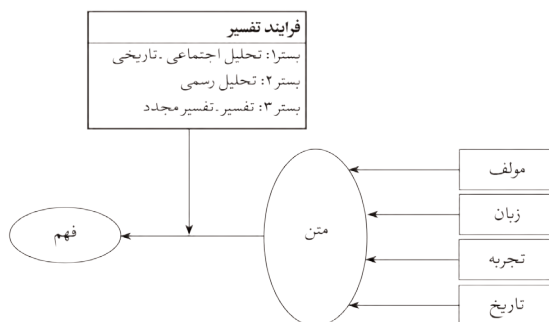 فرایند تفسیر
بستر۱: تحلیل اجتماعی ـ تاریخی
بستر۲: تحلیل رسمی
بستر۳: تفسیر ـ تفسیر مجدد
مولف
زبان
تجربه
تاریخ
متن
فهم